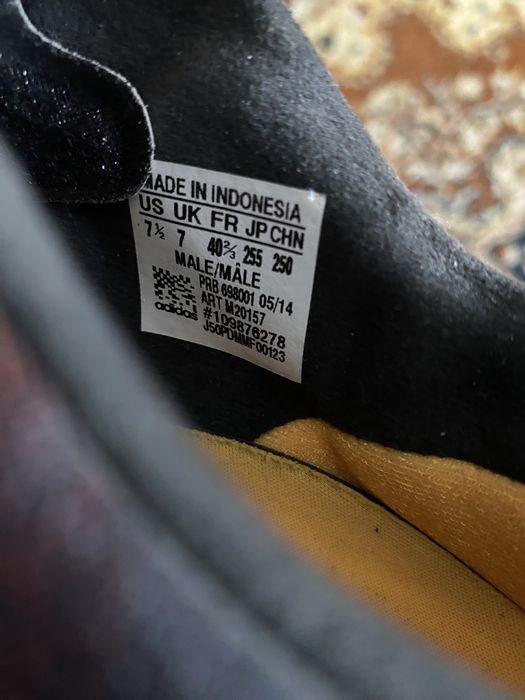 MADE IN INDONESIA
US UK FR JP CHN
7½ 7 40⅔ 255 250
MALE/MÂLE
PRB 698001 05/14
ART M20157
adidas #109876278
J50PDMMF00123